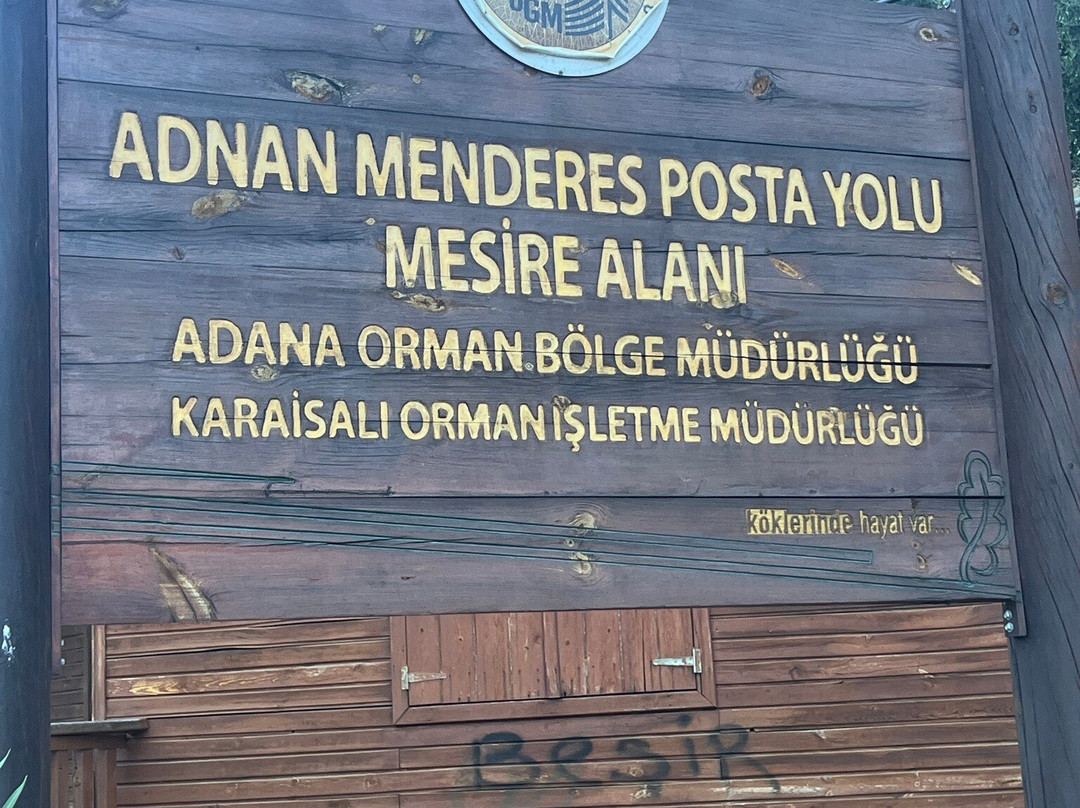 OGM
ADNAN MENDERES POSTA YOLU
MESİRE ALANI
ADANA ORMAN BÖLGE MÜDÜRLÜĞÜ
KARAİSALI ORMAN İŞLETME MÜDÜRLÜĞÜ
köklerinde hayat var...